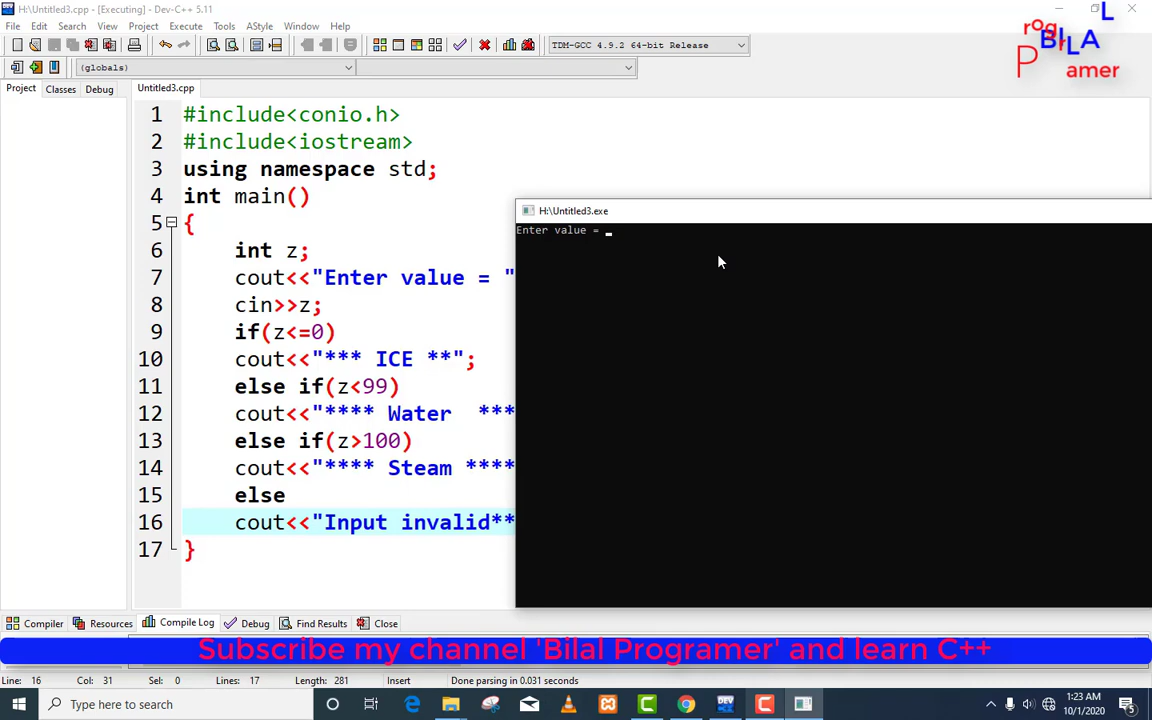 H:\Untitled3.cpp - [Executing] - Dev-C++ 5.11
File Edit Search View Project Execute Tools AStyle Window Help
TDM-GCC 4.9.2 64-bit Release
(globals)
Project Classes Debug
Untitled3.cpp
L
rogr
BILAL
P
amer
1 #include<conio.h>
2 #include<iostream>
3 using namespace std;
4 int main()
5 {
6 int z;
7 cout<<"Enter value = "
8 cin>>z;
9 if(z<=0)
10 cout<<"*** ICE **";
11 else if(z<99)
12 cout<<"**** Water  ***
13 else if(z>100)
14 cout<<"**** Steam ****
15 else
16 cout<<"Input invalid**
17 }
H:\Untitled3.exe
Enter value = _
Compiler Resources Compile Log Debug Find Results Close
Subscribe my channel 'Bilal Programer' and learn C++
Line: 16 Col: 31 Sel: 0 Lines: 17 Length: 281 Insert Done parsing in 0.031 seconds
Type here to search
DEV
1:23 AM
10/1/2020
5